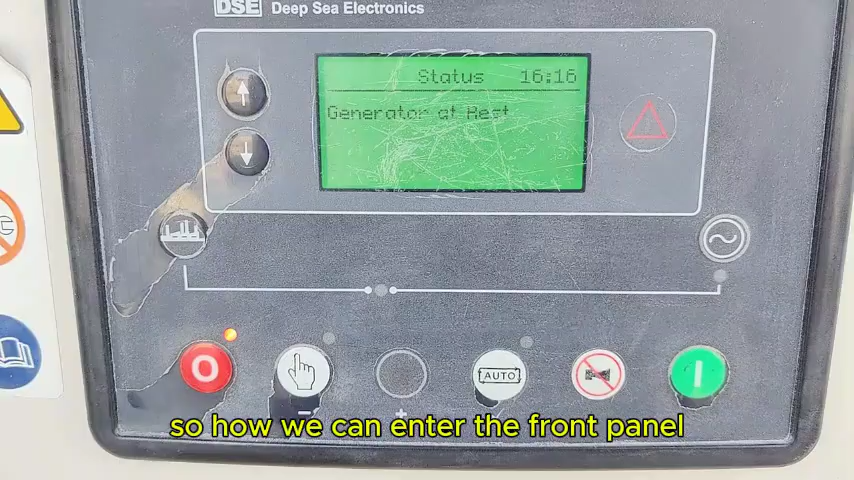 DSE Deep Sea Electronics
Status 16:16
Generator at Rest
O
AUTO
I
-
+
so how we can enter the front panel